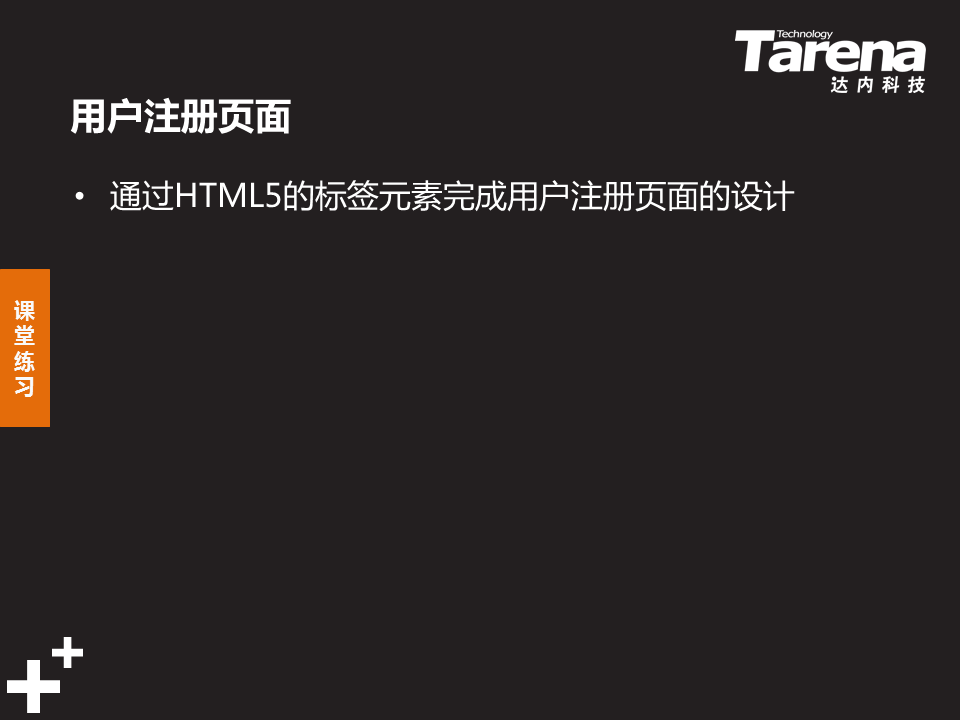 Technology
Tarena
达内科技
用户注册页面
• 通过HTML5的标签元素完成用户注册页面的设计
课
堂
练
习